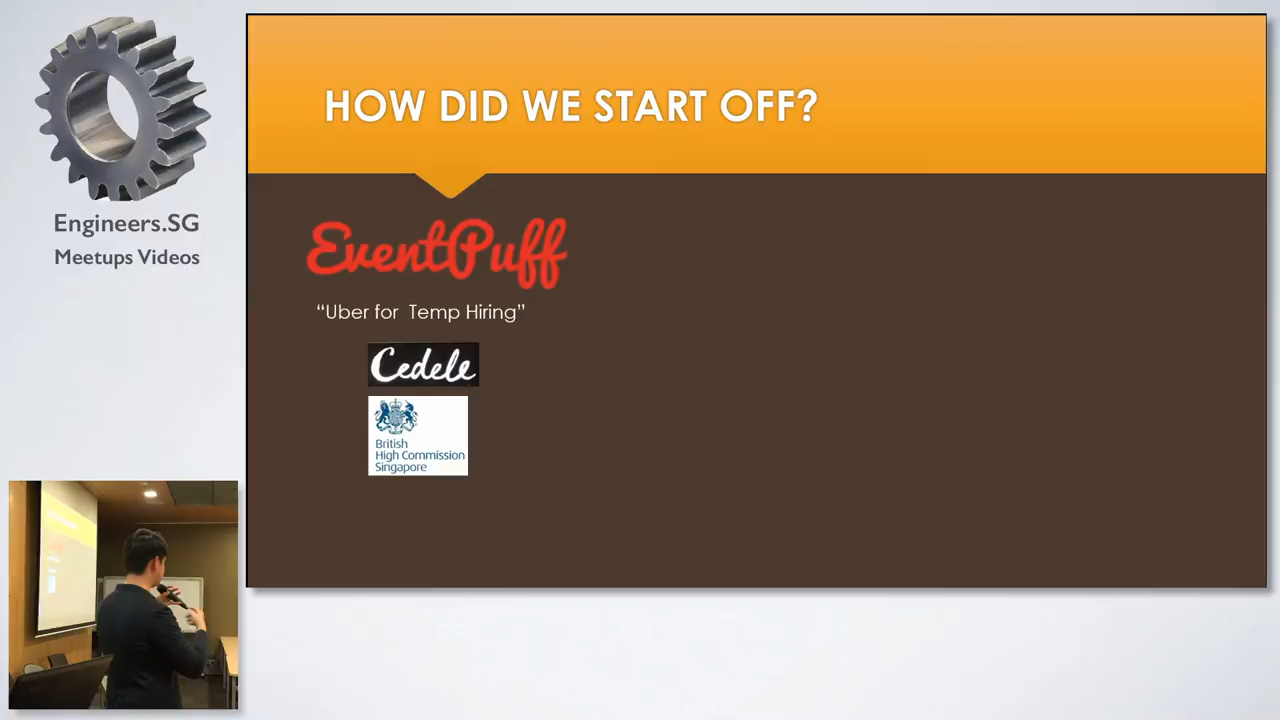 Engineers.SG
Meetups Videos
HOW DID WE START OFF?
EventPuff
“Uber for  Temp Hiring”
Cedele
British
High Commission
Singapore